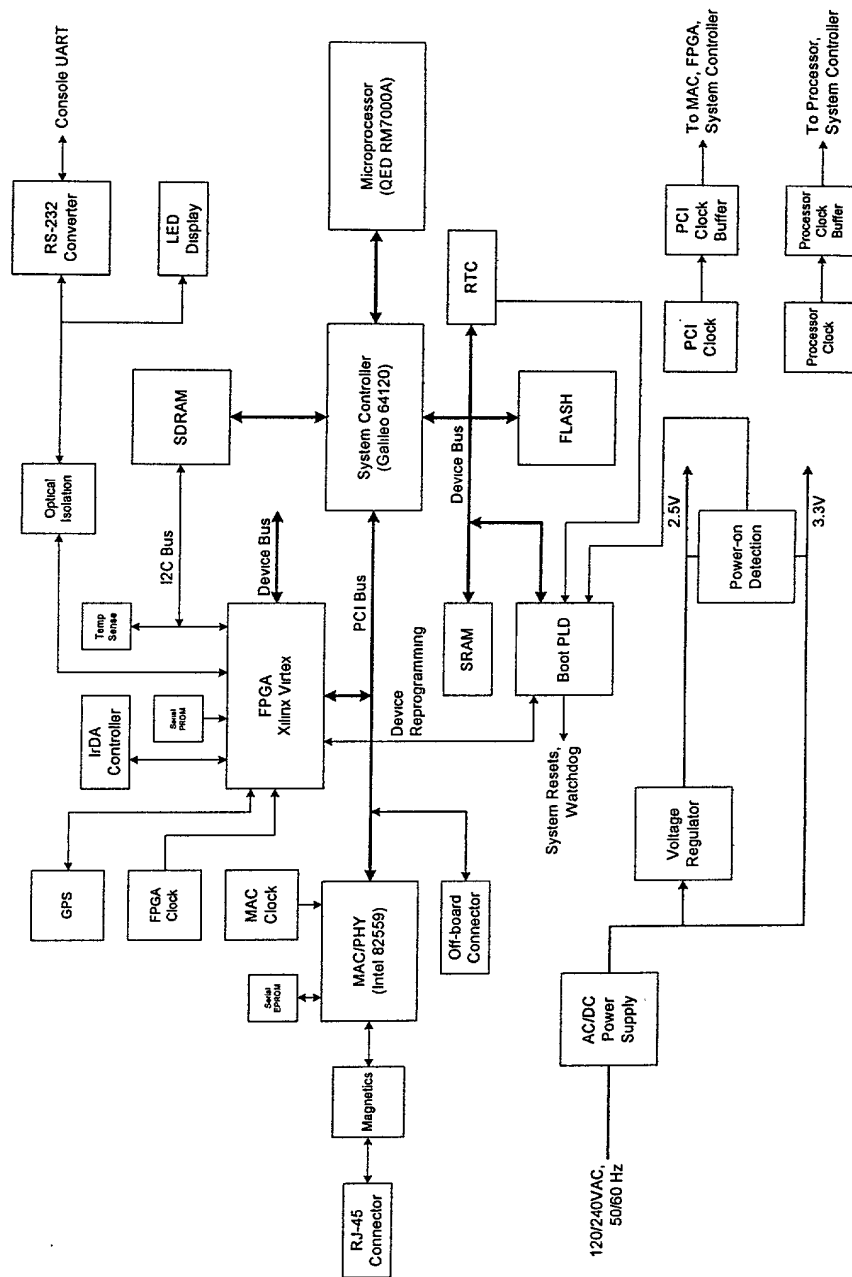 Console UART
RS-232
Converter
LED
Display
Microprocessor
(QED RM7000A)
To MAC, FPGA,
System Controller
To Processor,
System Controller
PCI
Clock
Buffer
Processor
Clock
Buffer
PCI
Clock
Processor
Clock
RTC
SDRAM
System Controller
(Galileo 64120)
FLASH
Device Bus
Optical
Isolation
I2C Bus
Device Bus
PCI Bus
2.5V
3.3V
Power-on
Detection
Temp
Sense
Serial
PROM
IrDA
Controller
FPGA
Xilinx Virtex
Device
Reprogramming
SRAM
Boot PLD
System Resets,
Watchdog
Voltage
Regulator
GPS
FPGA
Clock
MAC
Clock
Serial
EPROM
MAC/PHY
(Intel 82559)
Off-board
Connector
AC/DC
Power
Supply
Magnetics
RJ-45
Connector
120/240VAC,
50/60 Hz